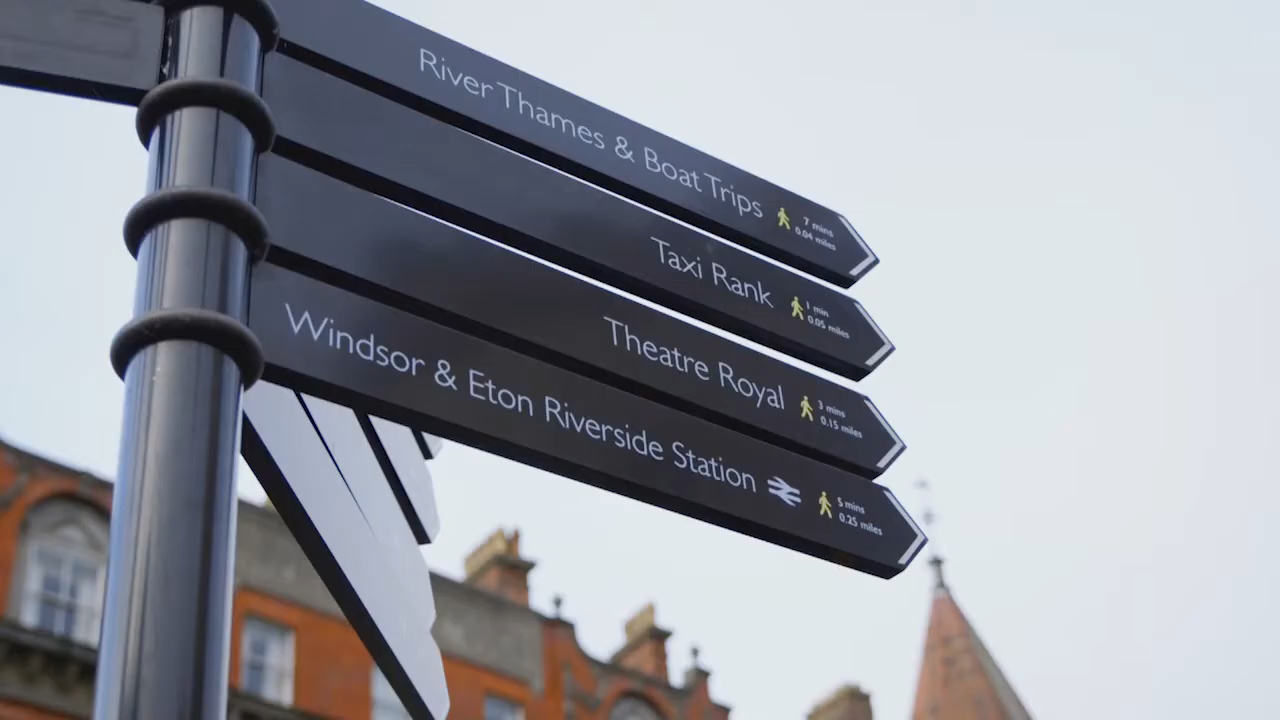 River Thames & Boat Trips
7 mins
0.04 miles
Taxi Rank
1 min
0.05 miles
Theatre Royal
3 mins
0.15 miles
Windsor & Eton Riverside Station
5 mins
0.25 miles